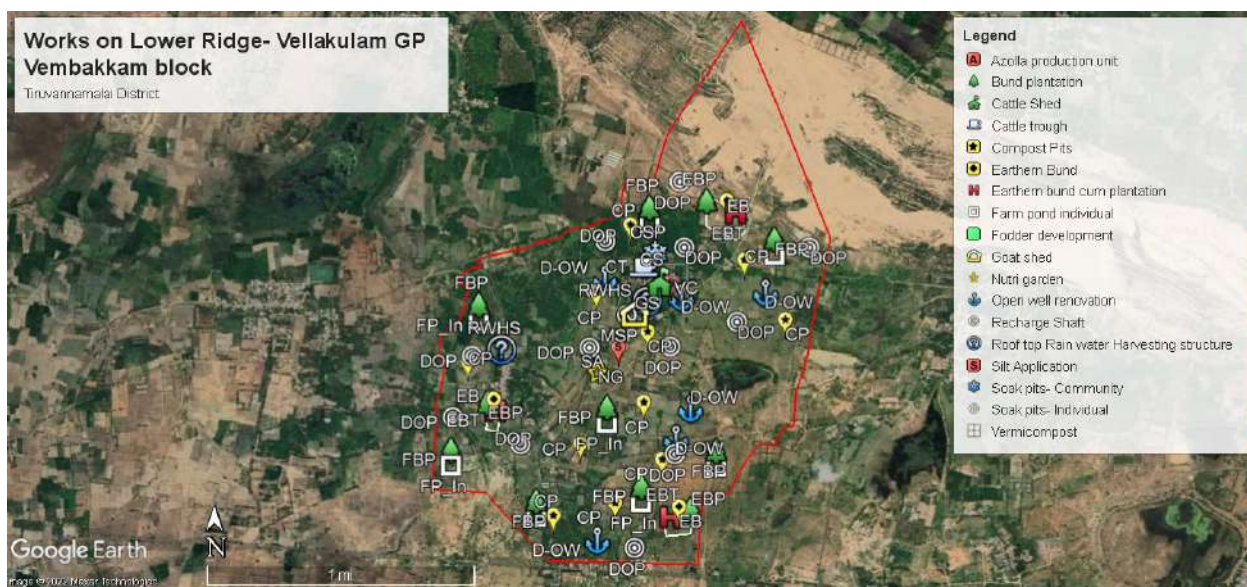 Works on Lower Ridge- Vellakulam GP
Vembakkam block
Tiruvannamalai District
Legend
A Azolla production unit
Bund plantation
Cattle Shed
Cattle trough
Compost Pits
Earthern Bund
Earthern bund cum plantation
Farm pond individual
Fodder development
Goat shed
Nutri garden
Open well renovation
Recharge Shaft
? Roof top Rain water Harvesting structure
S Silt Application
Soak pits- Community
Soak pits- Individual
Vermicompost
FBP
DOP
EB
CP
CSP
EBT
DOP
DOP
CP
FBP
DOP
D-OW
CT
CS
RWHS
GS
VC
D-OW
D-OW
FBP
FP_In
RWHS
CP
MSP
DOP
CP
DOP
CP
DOP
S
CP
DOP
SA
NG
EB
D-OW
DOP
EBT
EBP
FBP
CP
DOP
CP
FP_In
D-OW
FBP
FP_In
CP
DOP
FBP
CP
FBP
EBT
EBP
FBP
CP
FP_In
EB
D-OW
DOP
N
Google Earth
1 mi